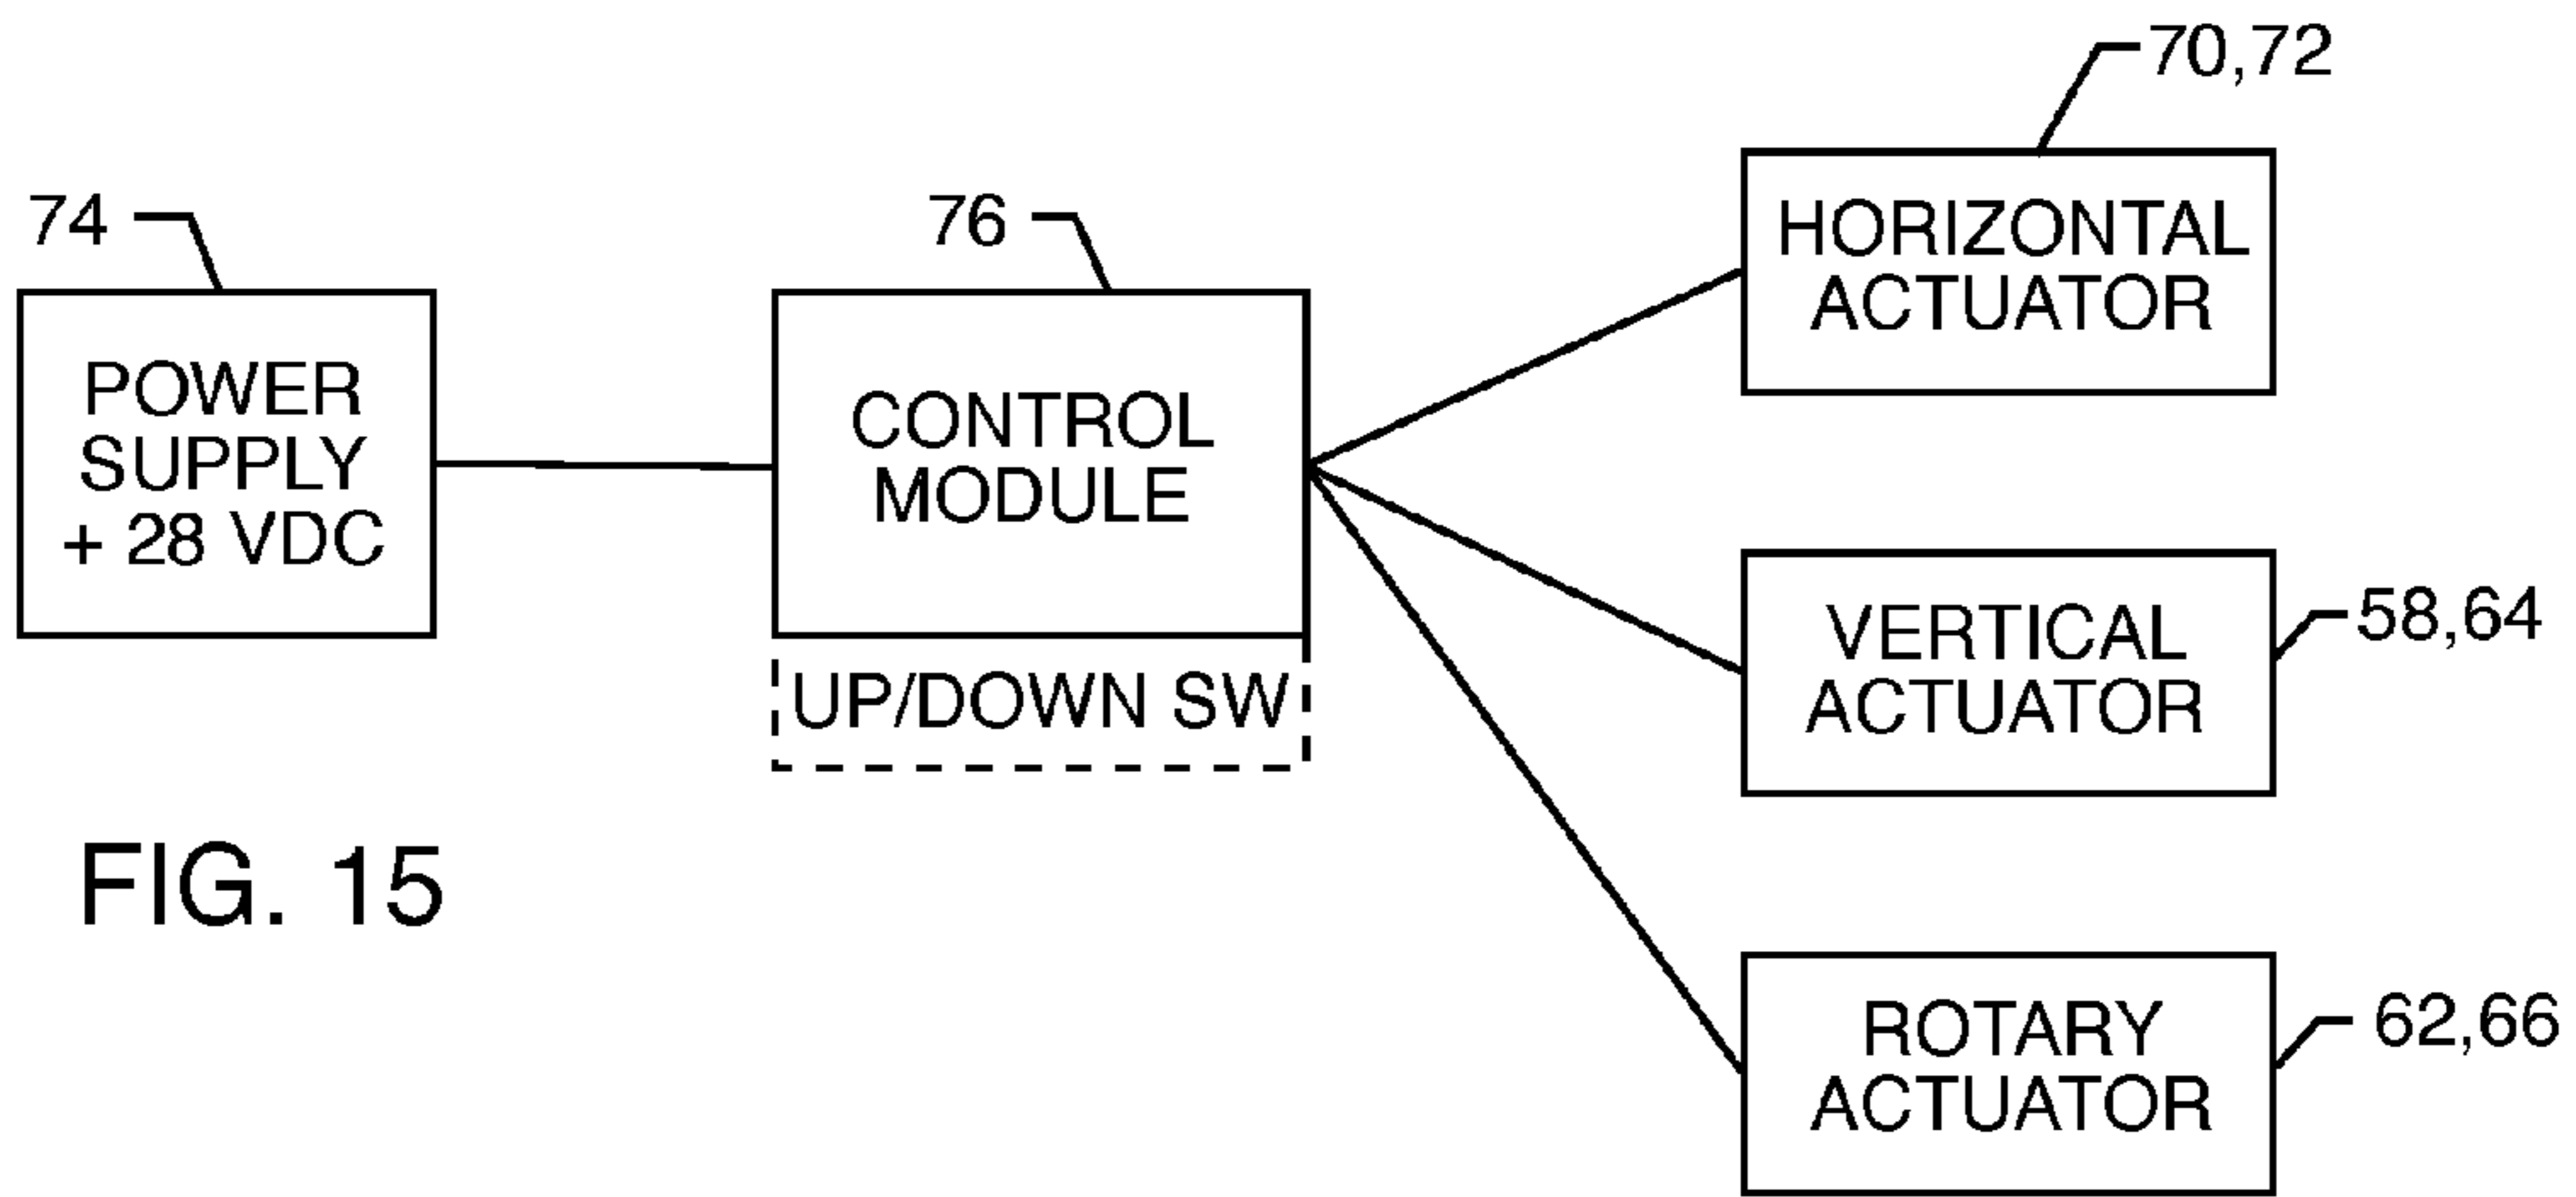 70,72
74
76
HORIZONTAL
ACTUATOR
POWER
SUPPLY
+ 28 VDC
CONTROL
MODULE
UP/DOWN SW
VERTICAL
ACTUATOR
58,64
FIG. 15
ROTARY
ACTUATOR
62,66